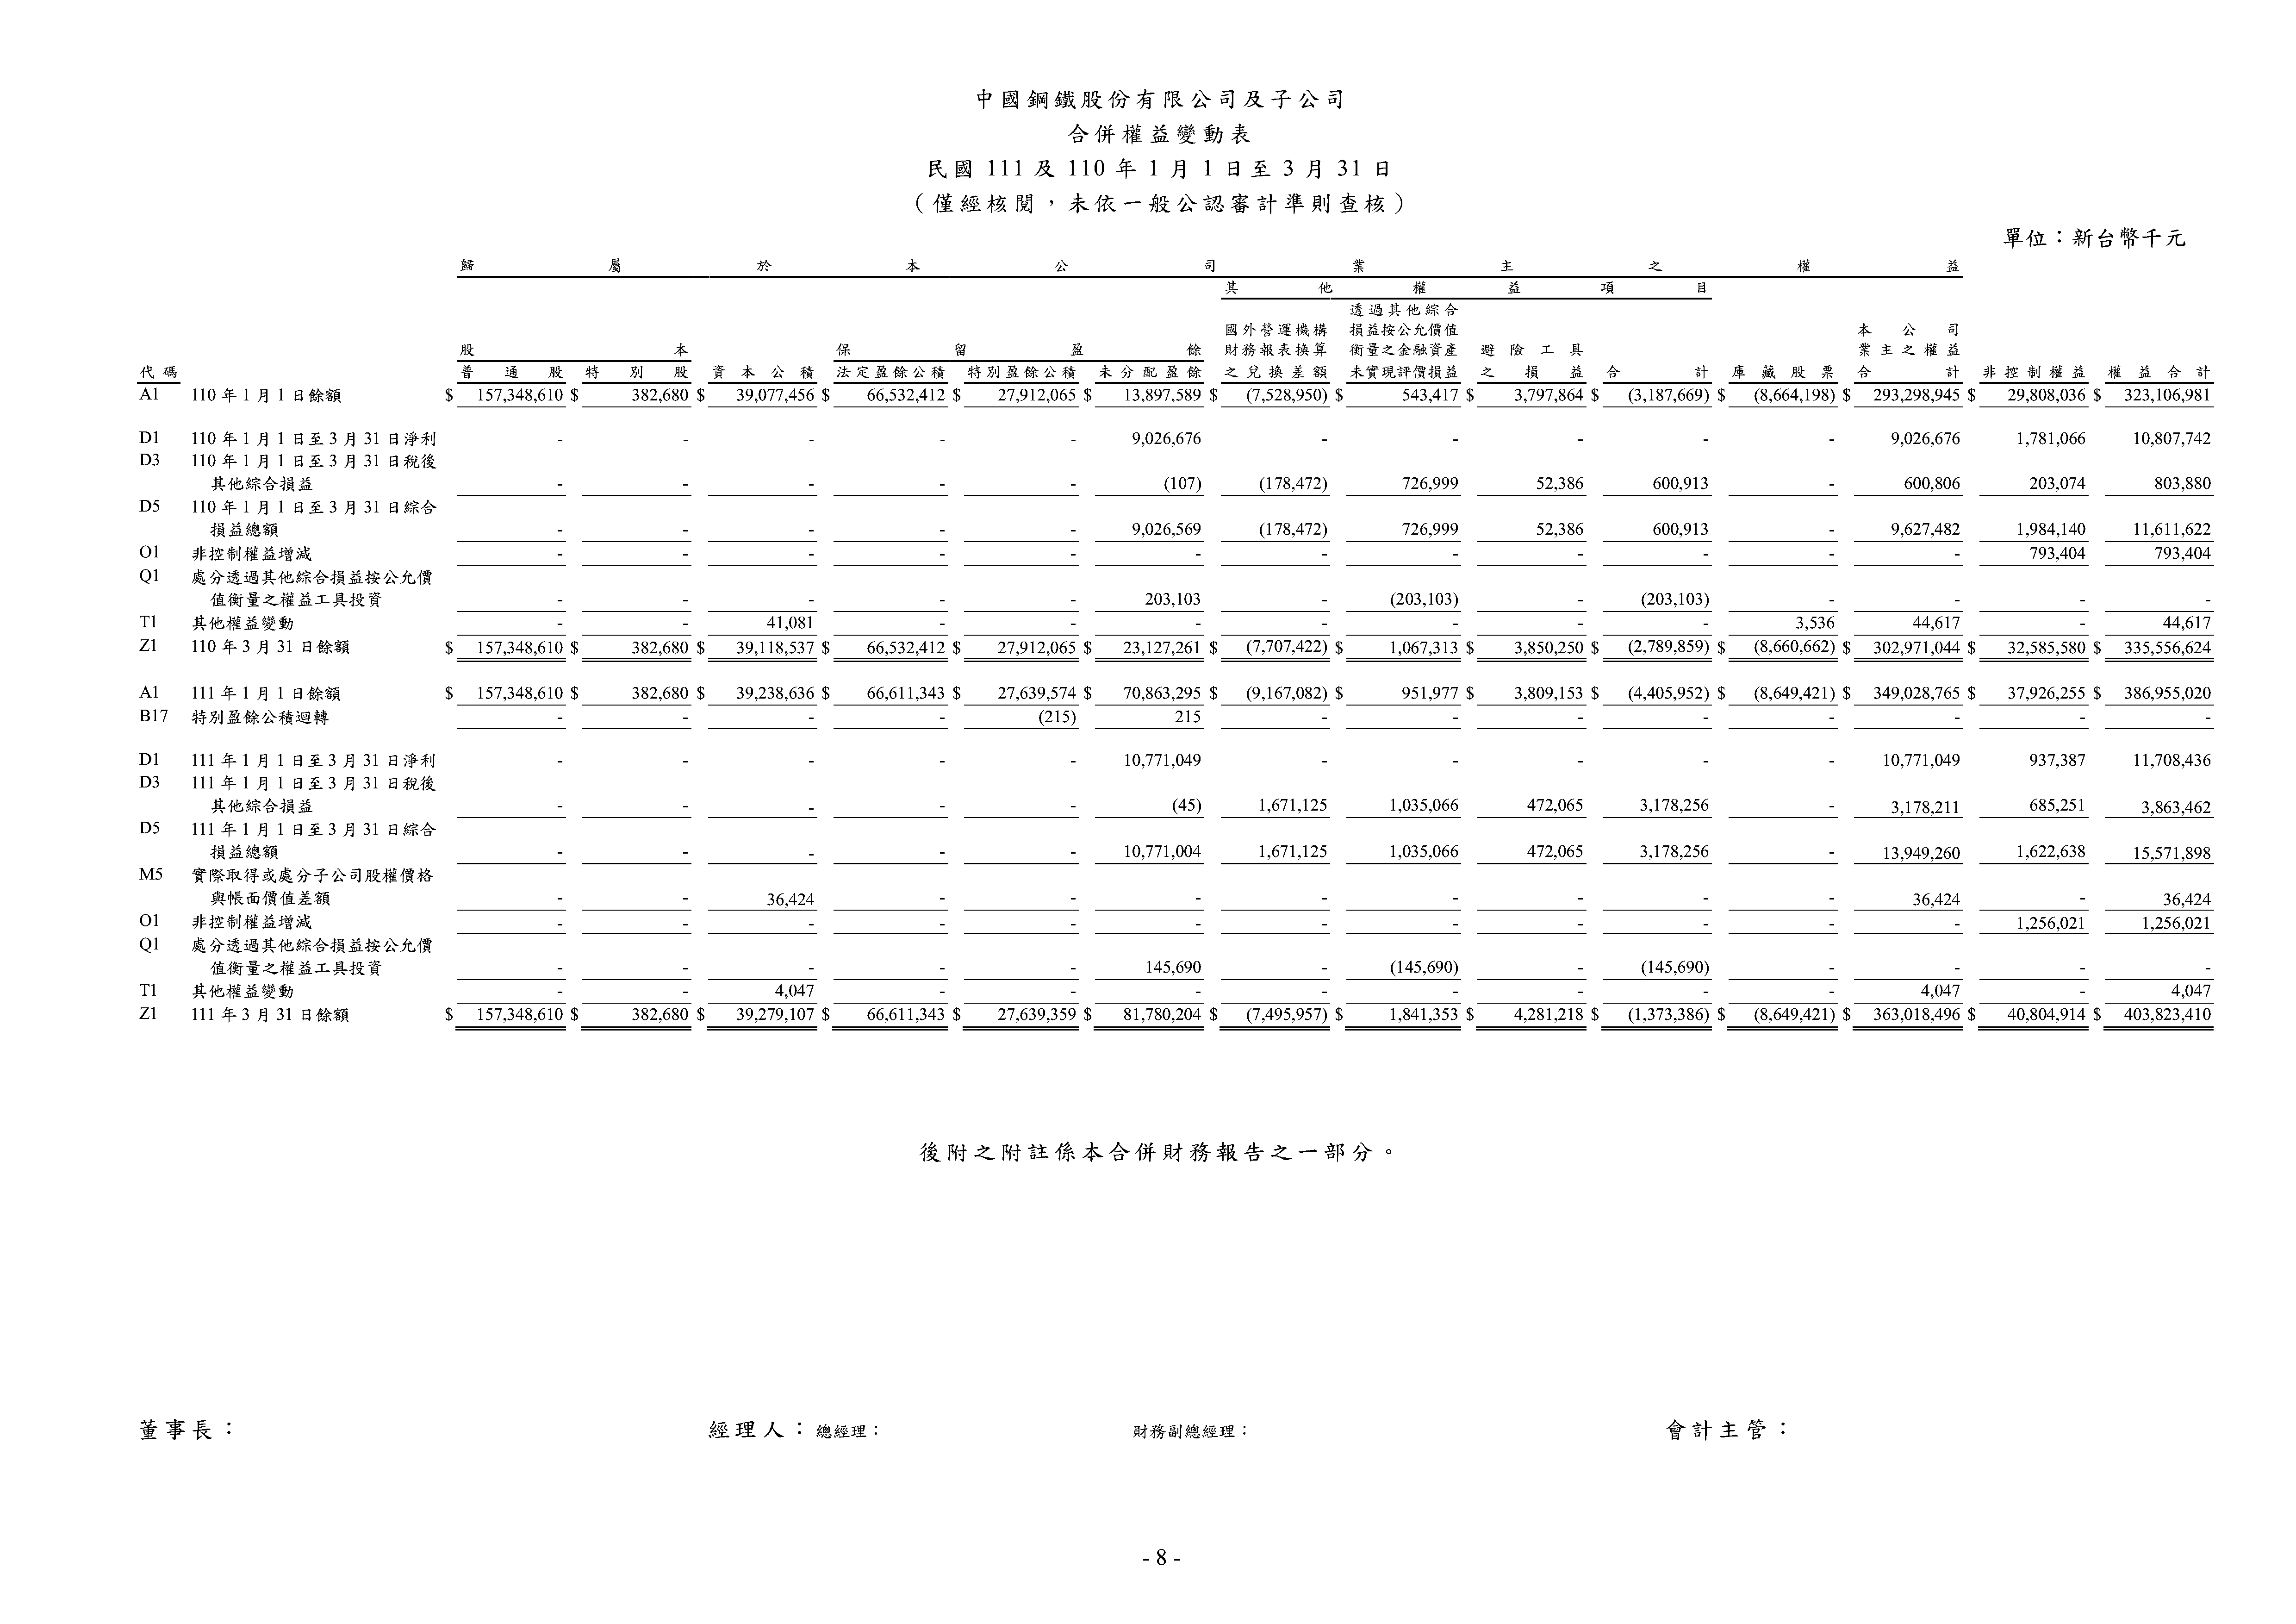 中國鋼鐵股份有限公司及子公司
合併權益變動表
民國 111 及 110 年 1 月 1 日至 3 月 31 日
(僅經核閱,未依一般公認審計準則查核)
單位:新台幣千元
歸屬於本公司業主之權益
其他權益項目
透過其他綜合
國外營運機構 損益按公允價值 本公司
股本 保留盈餘 財務報表換算 衡量之金融資產 避險工具 業主之權益
代碼 普通股 特別股 資本公積 法定盈餘公積 特別盈餘公積 未分配盈餘 之兌換差額 未實現評價損益 之損益 合計 庫藏股票 合計 非控制權益 權益合計
A1 110 年 1 月 1 日餘額 $ 157,348,610 $ 382,680 $ 39,077,456 $ 66,532,412 $ 27,912,065 $ 13,897,589 $ (7,528,950) $ 543,417 $ 3,797,864 $ (3,187,669) $ (8,664,198) $ 293,298,945 $ 29,808,036 $ 323,106,981
D1 110 年 1 月 1 日至 3 月 31 日淨利 - - - - - 9,026,676 - - - - - 9,026,676 1,781,066 10,807,742
D3 110 年 1 月 1 日至 3 月 31 日稅後
其他綜合損益 - - - - - (107) (178,472) 726,999 52,386 600,913 - 600,806 203,074 803,880
D5 110 年 1 月 1 日至 3 月 31 日綜合
損益總額 - - - - - 9,026,569 (178,472) 726,999 52,386 600,913 - 9,627,482 1,984,140 11,611,622
O1 非控制權益增減 - - - - - - - - - - - - 793,404 793,404
Q1 處分透過其他綜合損益按公允價
值衡量之權益工具投資 - - - - - 203,103 - (203,103) - (203,103) - - - -
T1 其他權益變動 - - 41,081 - - - - - - - 3,536 44,617 - 44,617
Z1 110 年 3 月 31 日餘額 $ 157,348,610 $ 382,680 $ 39,118,537 $ 66,532,412 $ 27,912,065 $ 23,127,261 $ (7,707,422) $ 1,067,313 $ 3,850,250 $ (2,789,859) $ (8,660,662) $ 302,971,044 $ 32,585,580 $ 335,556,624
A1 111 年 1 月 1 日餘額 $ 157,348,610 $ 382,680 $ 39,238,636 $ 66,611,343 $ 27,639,574 $ 70,863,295 $ (9,167,082) $ 951,977 $ 3,809,153 $ (4,405,952) $ (8,649,421) $ 349,028,765 $ 37,926,255 $ 386,955,020
B17 特別盈餘公積迴轉 - - - - (215) 215 - - - - - - - -
D1 111 年 1 月 1 日至 3 月 31 日淨利 - - - - - 10,771,049 - - - - - 10,771,049 937,387 11,708,436
D3 111 年 1 月 1 日至 3 月 31 日稅後
其他綜合損益 - - - - - (45) 1,671,125 1,035,066 472,065 3,178,256 - 3,178,211 685,251 3,863,462
D5 111 年 1 月 1 日至 3 月 31 日綜合
損益總額 - - - - - 10,771,004 1,671,125 1,035,066 472,065 3,178,256 - 13,949,260 1,622,638 15,571,898
M5 實際取得或處分子公司股權價格
與帳面價值差額 - - 36,424 - - - - - - - - 36,424 - 36,424
O1 非控制權益增減 - - - - - - - - - - - - 1,256,021 1,256,021
Q1 處分透過其他綜合損益按公允價
值衡量之權益工具投資 - - - - - 145,690 - (145,690) - (145,690) - - - -
T1 其他權益變動 - - 4,047 - - - - - - - - 4,047 - 4,047
Z1 111 年 3 月 31 日餘額 $ 157,348,610 $ 382,680 $ 39,279,107 $ 66,611,343 $ 27,639,359 $ 81,780,204 $ (7,495,957) $ 1,841,353 $ 4,281,218 $ (1,373,386) $ (8,649,421) $ 363,018,496 $ 40,804,914 $ 403,823,410
後附之附註係本合併財務報告之一部分。
董事長: 經理人:總經理: 財務副總經理: 會計主管:
- 8 -